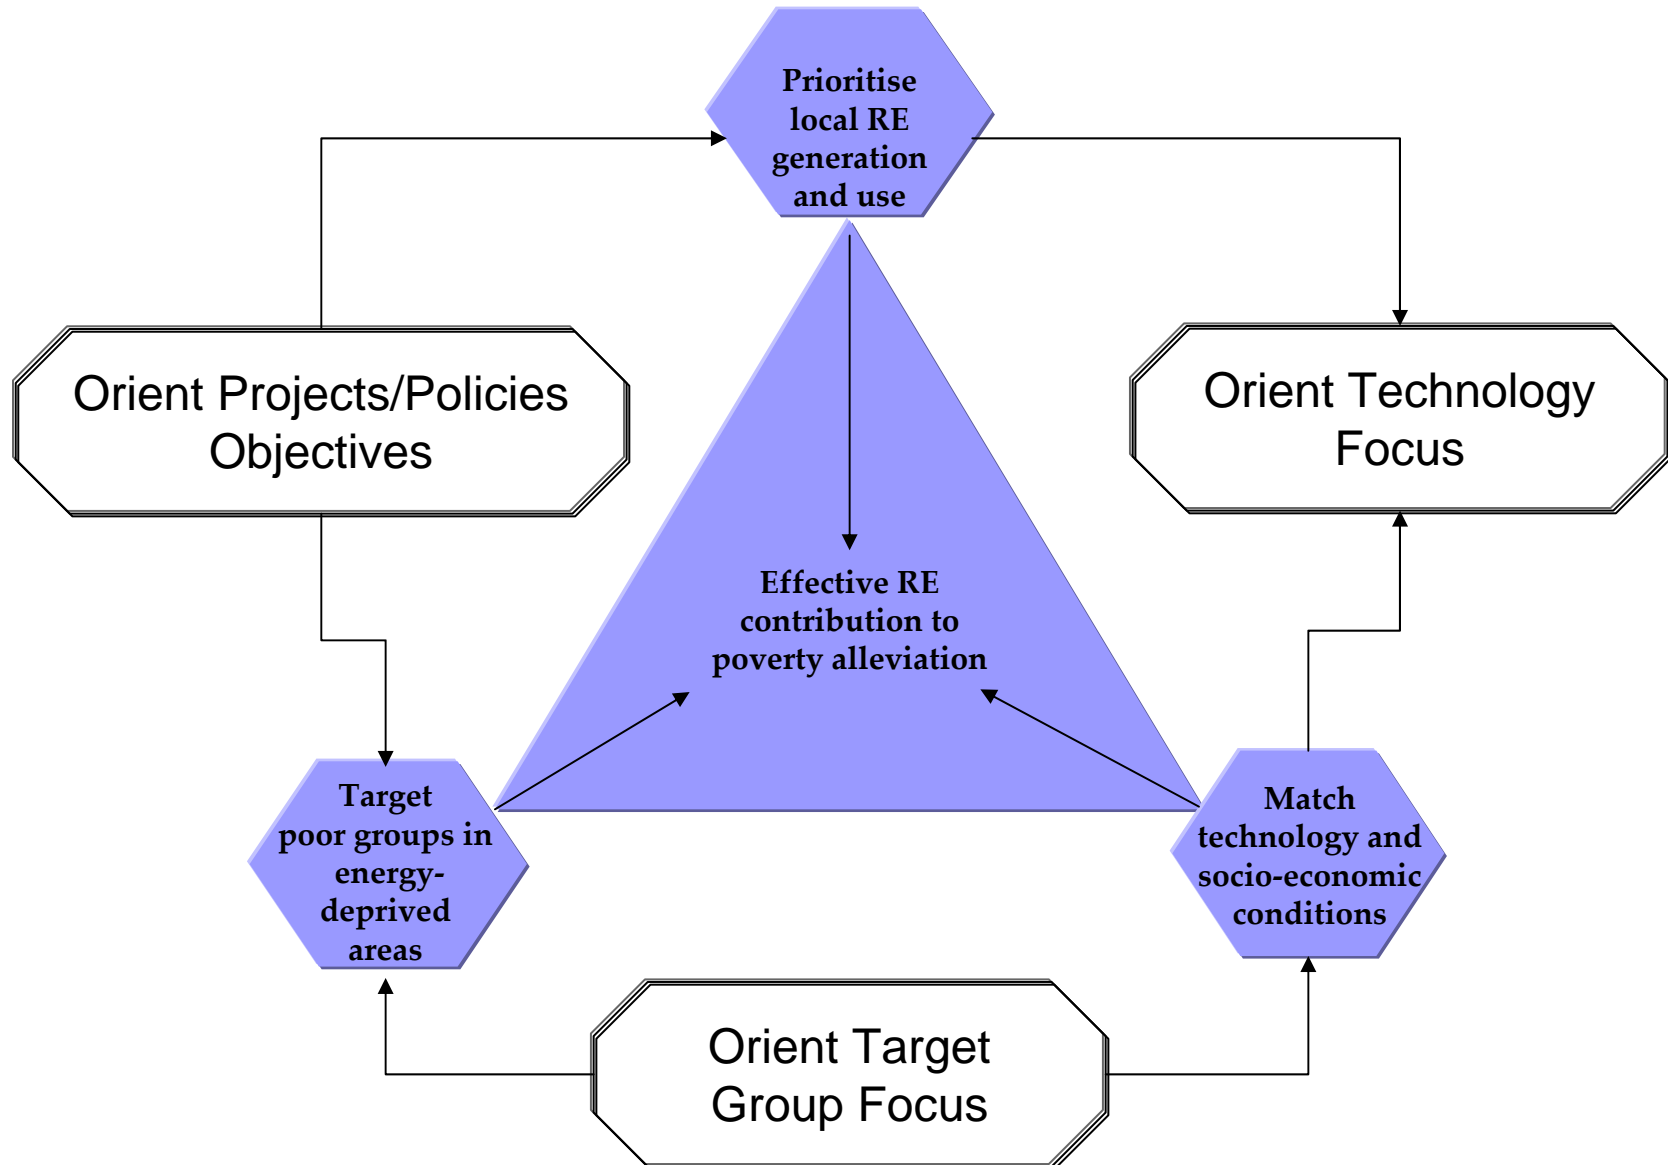 Prioritise
local RE
generation
and use
Orient Projects/Policies
Objectives
Orient Technology
Focus
Effective RE
contribution to
poverty alleviation
Target
poor groups in
energy-
deprived
areas
Match
technology and
socio-economic
conditions
Orient Target
Group Focus